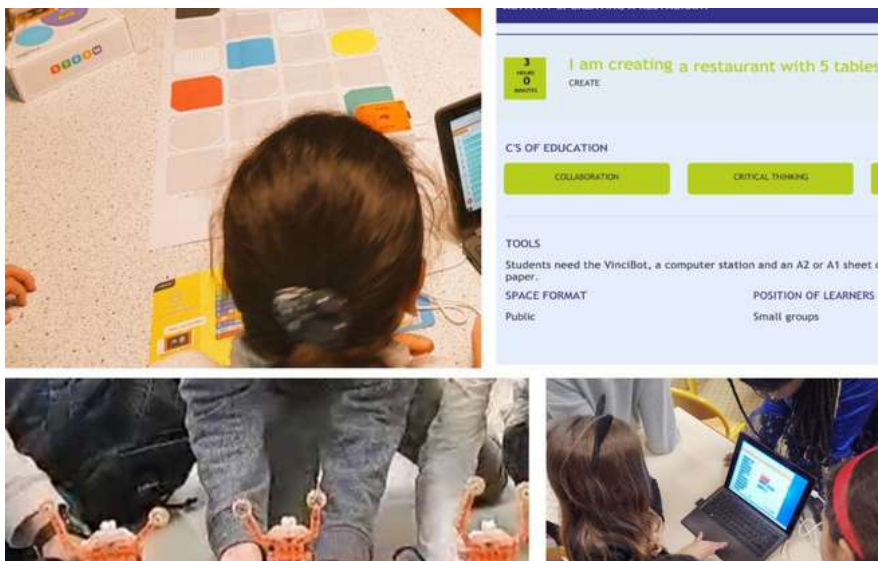 3
HOURS
0
MINUTES
I am creating a restaurant with 5 tables
CREATE
C'S OF EDUCATION
COLLABORATION
CRITICAL THINKING
TOOLS
Students need the VinciBot, a computer station and an A2 or A1 sheet
paper.
SPACE FORMAT
POSITION OF LEARNERS
Public
Small groups